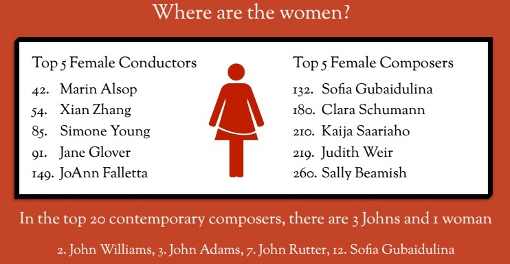 Where are the women?
Top 5 Female Conductors
42. Marin Alsop
54. Xian Zhang
85. Simone Young
91. Jane Glover
149. JoAnn Falletta
Top 5 Female Composers
132. Sofia Gubaidulina
180. Clara Schumann
210. Kaija Saariaho
219. Judith Weir
260. Sally Beamish
In the top 20 contemporary composers, there are 3 Johns and 1 woman
2. John Williams, 3. John Adams, 7. John Rutter, 12. Sofia Gubaidulina